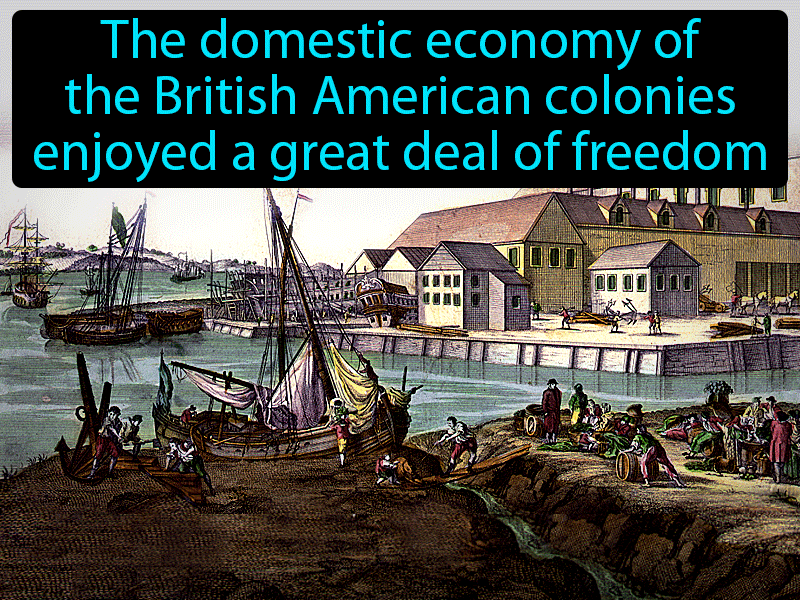 The domestic economy of
the British American colonies
enjoyed a great deal of freedom